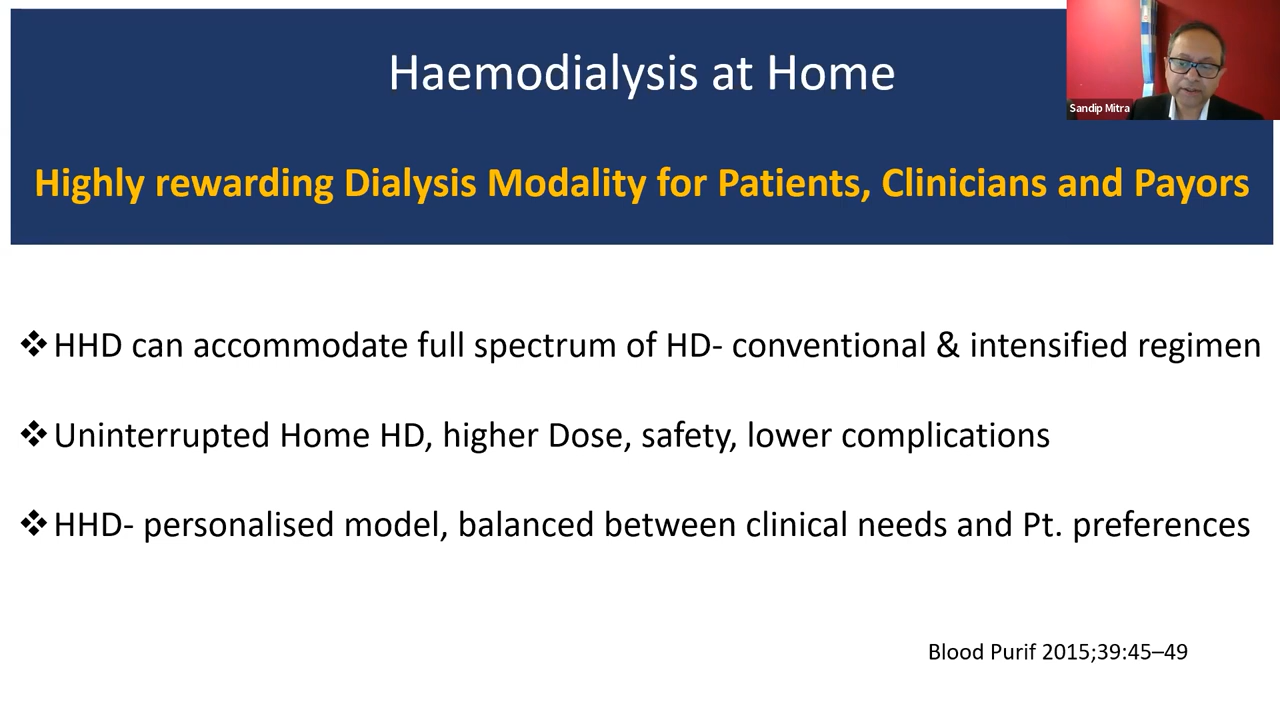 Haemodialysis at Home
Sandip Mitra
Highly rewarding Dialysis Modality for Patients, Clinicians and Payors
❖HHD can accommodate full spectrum of HD- conventional & intensified regimen
❖Uninterrupted Home HD, higher Dose, safety, lower complications
❖HHD- personalised model, balanced between clinical needs and Pt. preferences
Blood Purif 2015;39:45–49